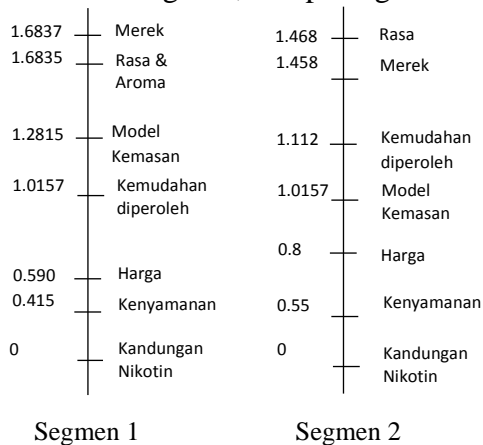 1.6837 Merek
1.6835 Rasa &
Aroma
1.2815 Model
Kemasan
1.0157 Kemudahan
diperoleh
0.590 Harga
0.415 Kenyamanan
0 Kandungan
Nikotin
Segmen 1
1.468 Rasa
1.458 Merek
1.112 Kemudahan
diperoleh
1.0157 Model
Kemasan
0.8 Harga
0.55 Kenyamanan
0 Kandungan
Nikotin
Segmen 2